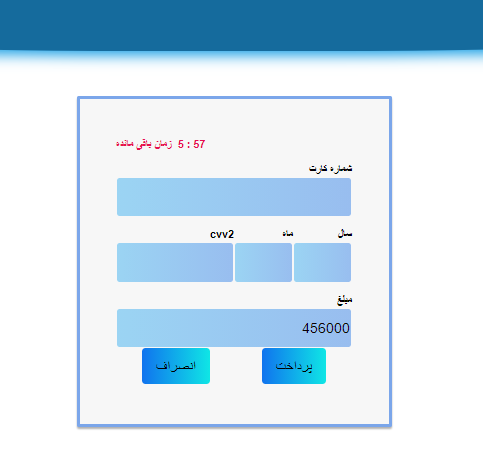 زمان باقی مانده 5 : 57
شماره کارت
سال ماه cvv2
مبلغ
456000
پرداخت انصراف